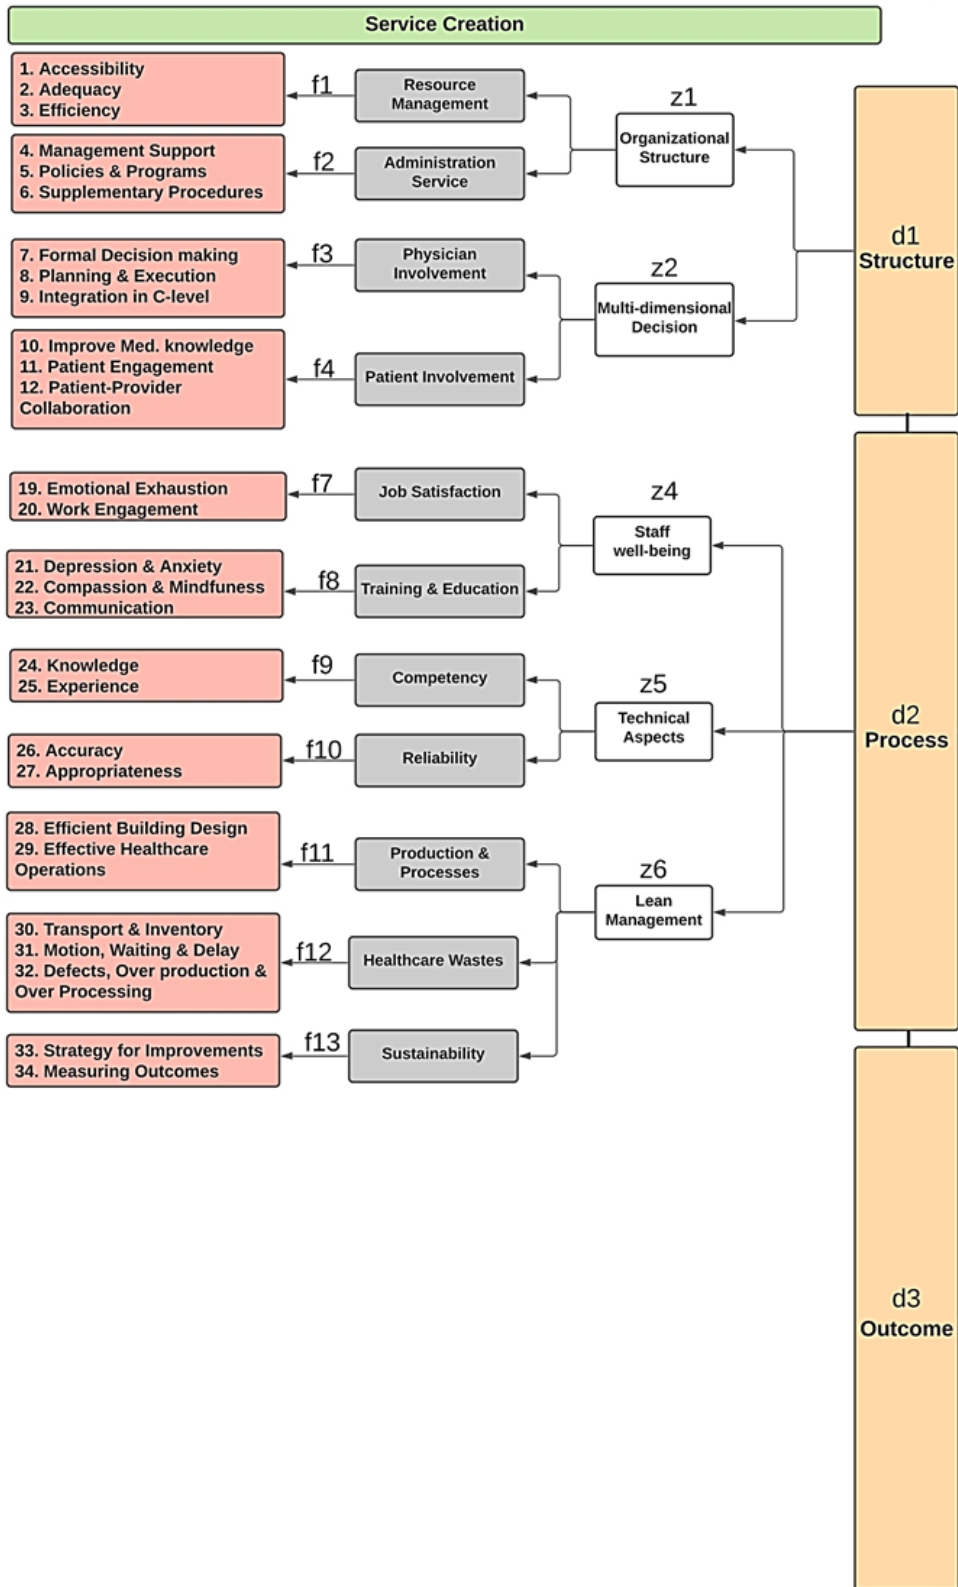 Service Creation
1. Accessibility
2. Adequacy
3. Efficiency
f1
Resource
Management
z1
Organizational
Structure
4. Management Support
5. Policies & Programs
6. Supplementary Procedures
f2
Administration
Service
d1
Structure
7. Formal Decision making
8. Planning & Execution
9. Integration in C-level
f3
Physician
Involvement
z2
Multi-dimensional
Decision
10. Improve Med. knowledge
11. Patient Engagement
12. Patient-Provider
Collaboration
f4
Patient Involvement
19. Emotional Exhaustion
20. Work Engagement
f7
Job Satisfaction
z4
Staff
well-being
21. Depression & Anxiety
22. Compassion & Mindfuness
23. Communication
f8
Training & Education
24. Knowledge
25. Experience
f9
Competency
z5
Technical
Aspects
d2
Process
26. Accuracy
27. Appropriateness
f10
Reliability
28. Efficient Building Design
29. Effective Healthcare
Operations
f11
Production &
Processes
z6
Lean
Management
30. Transport & Inventory
31. Motion, Waiting & Delay
32. Defects, Over production &
Over Processing
f12
Healthcare Wastes
33. Strategy for Improvements
34. Measuring Outcomes
f13
Sustainability
d3
Outcome